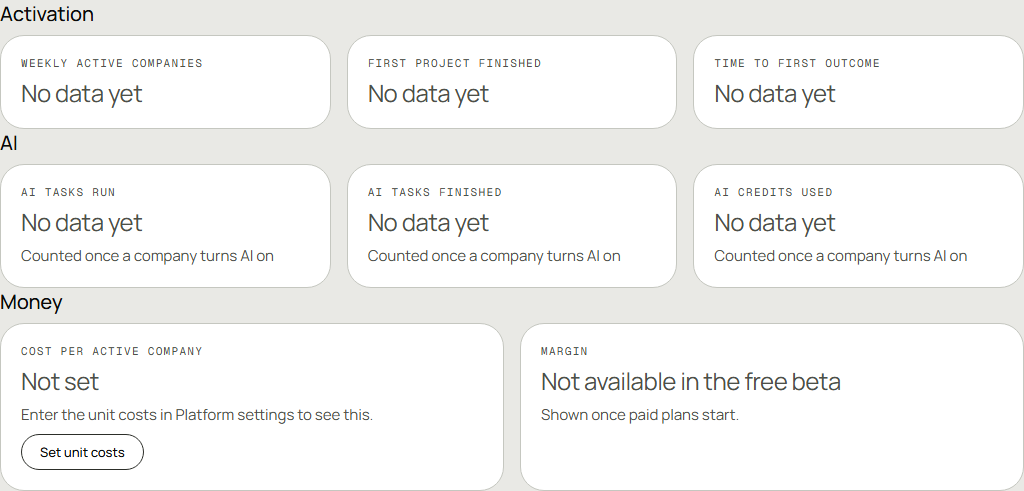 Activation
WEEKLY ACTIVE COMPANIES
No data yet
FIRST PROJECT FINISHED
No data yet
TIME TO FIRST OUTCOME
No data yet
AI
AI TASKS RUN
No data yet
Counted once a company turns AI on
AI TASKS FINISHED
No data yet
Counted once a company turns AI on
AI CREDITS USED
No data yet
Counted once a company turns AI on
Money
COST PER ACTIVE COMPANY
Not set
Enter the unit costs in Platform settings to see this.
Set unit costs
MARGIN
Not available in the free beta
Shown once paid plans start.